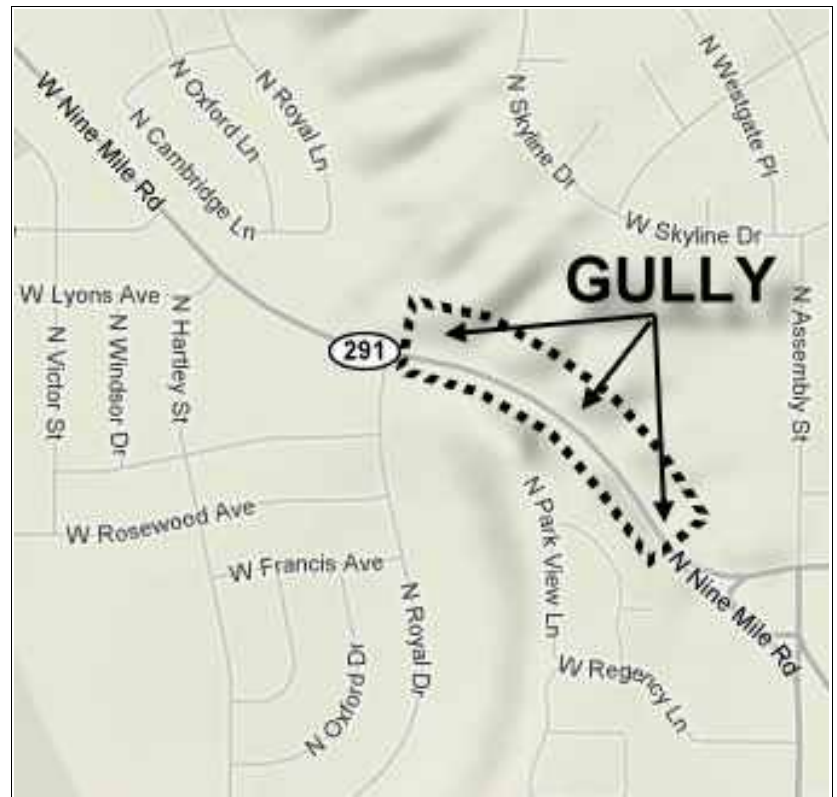 W Nine Mile Rd
N Oxford Ln
N Royal Ln
N Cambridge Ln
N Skyline Dr
N Westgate Pl
W Skyline Dr
GULLY
W Lyons Ave
N Victor St
N Windsor Dr
N Hartley St
291
N Assembly St
W Rosewood Ave
W Francis Ave
N Royal Dr
N Oxford Dr
N Park View Ln
N Nine Mile Rd
W Regency Ln